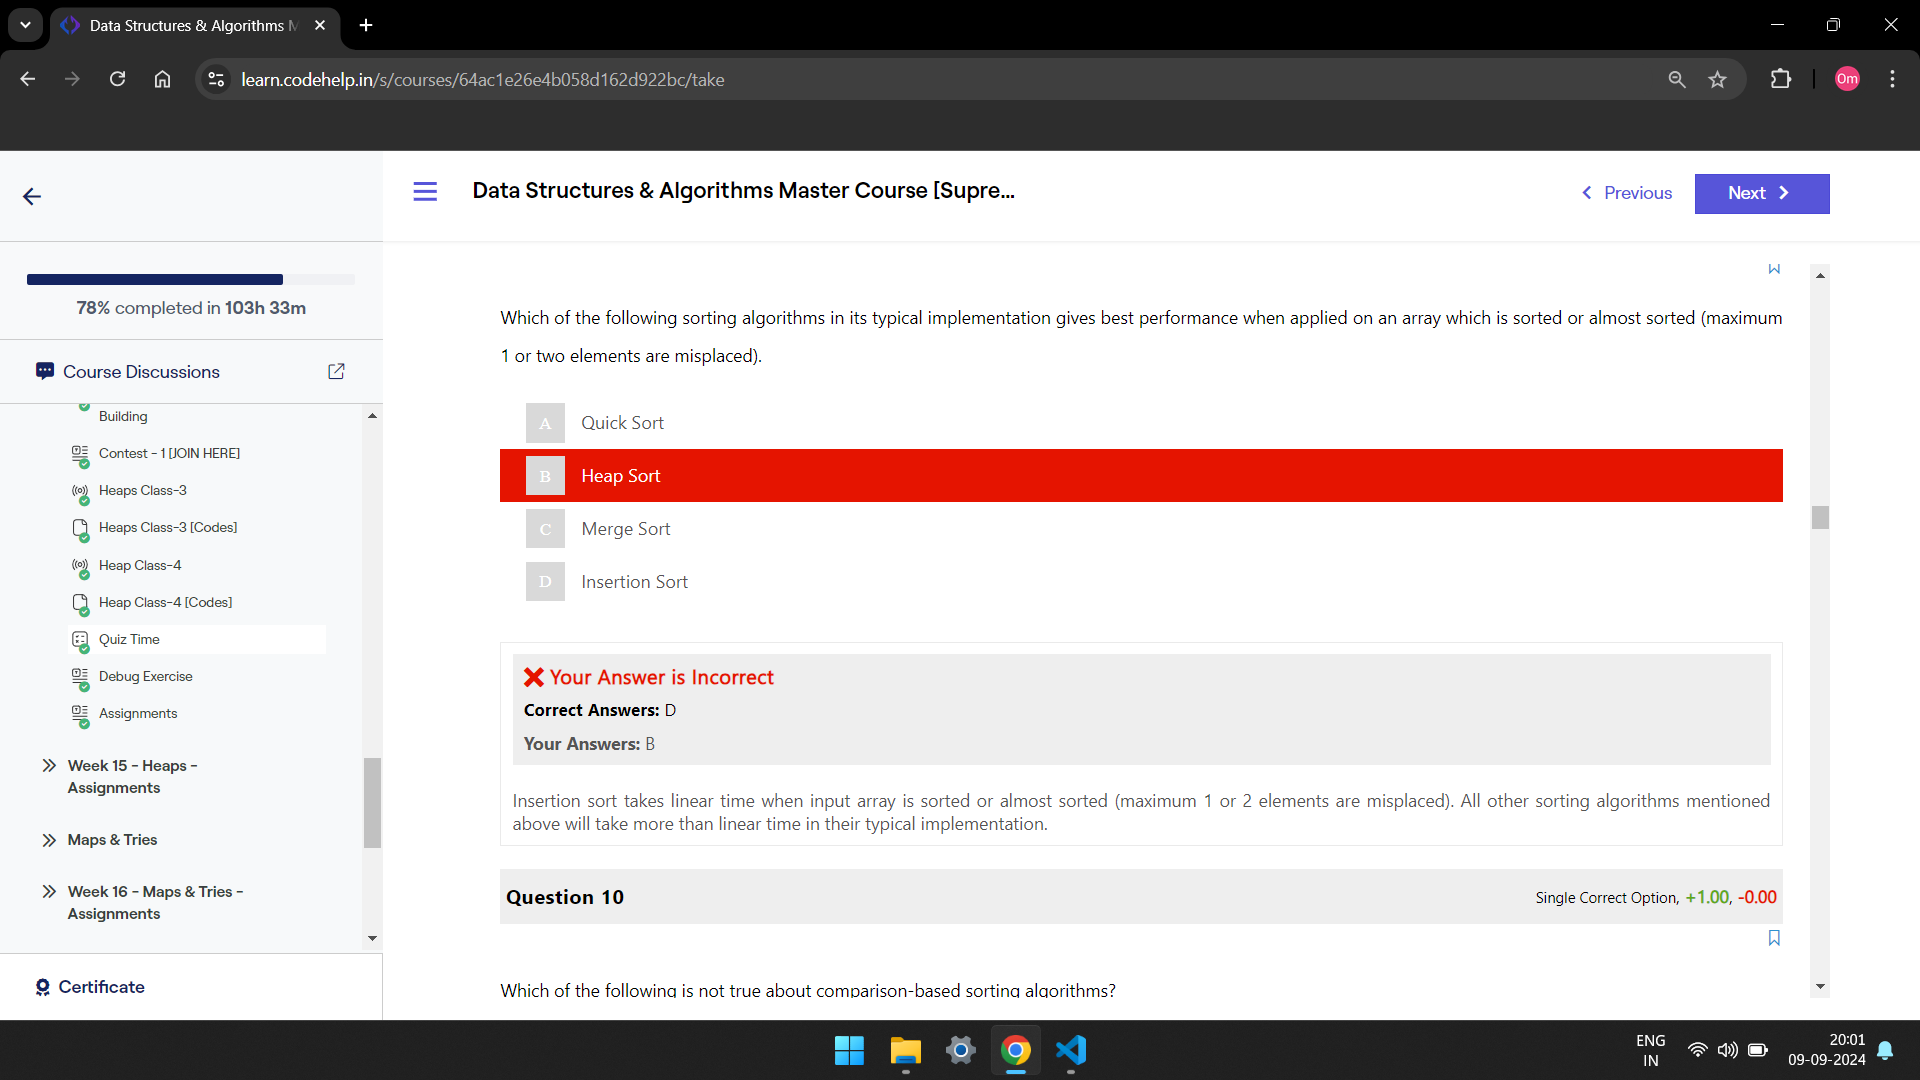 Data Structures & Algorithms M
learn.codehelp.in/s/courses/64ac1e26e4b058d162d922bc/take
Om
Data Structures & Algorithms Master Course [Supre...
Previous
Next
78% completed in 103h 33m
Course Discussions
Building
Contest - 1 [JOIN HERE]
Heaps Class-3
Heaps Class-3 [Codes]
Heap Class-4
Heap Class-4 [Codes]
Quiz Time
Debug Exercise
Assignments
Week 15 - Heaps -
Assignments
Maps & Tries
Week 16 - Maps & Tries -
Assignments
Certificate
Which of the following sorting algorithms in its typical implementation gives best performance when applied on an array which is sorted or almost sorted (maximum
1 or two elements are misplaced).
A Quick Sort
B Heap Sort
C Merge Sort
D Insertion Sort
Your Answer is Incorrect
Correct Answers: D
Your Answers: B
Insertion sort takes linear time when input array is sorted or almost sorted (maximum 1 or 2 elements are misplaced). All other sorting algorithms mentioned
above will take more than linear time in their typical implementation.
Question 10
Single Correct Option, +1.00, -0.00
Which of the following is not true about comparison-based sorting algorithms?
ENG
IN
20:01
09-09-2024